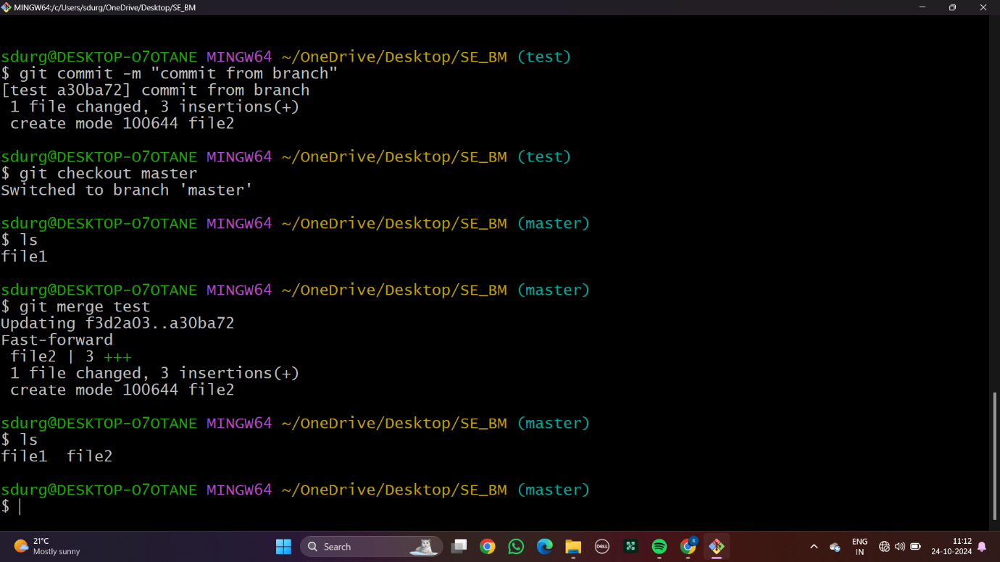 MINGW64:/c/Users/sdurg/OneDrive/Desktop/SE_BM
sdurg@DESKTOP-O7OTANE MINGW64 ~/OneDrive/Desktop/SE_BM (test)
$ git commit -m "commit from branch"
[test a30ba72] commit from branch
 1 file changed, 3 insertions(+)
 create mode 100644 file2
sdurg@DESKTOP-O7OTANE MINGW64 ~/OneDrive/Desktop/SE_BM (test)
$ git checkout master
Switched to branch 'master'
sdurg@DESKTOP-O7OTANE MINGW64 ~/OneDrive/Desktop/SE_BM (master)
$ ls
file1
sdurg@DESKTOP-O7OTANE MINGW64 ~/OneDrive/Desktop/SE_BM (master)
$ git merge test
Updating f3d2a03..a30ba72
Fast-forward
 file2 | 3 +++
 1 file changed, 3 insertions(+)
 create mode 100644 file2
sdurg@DESKTOP-O7OTANE MINGW64 ~/OneDrive/Desktop/SE_BM (master)
$ ls
file1  file2
sdurg@DESKTOP-O7OTANE MINGW64 ~/OneDrive/Desktop/SE_BM (master)
$
21°C
Mostly sunny
Search
DELL
S
ENG
IN
11:12
24-10-2024